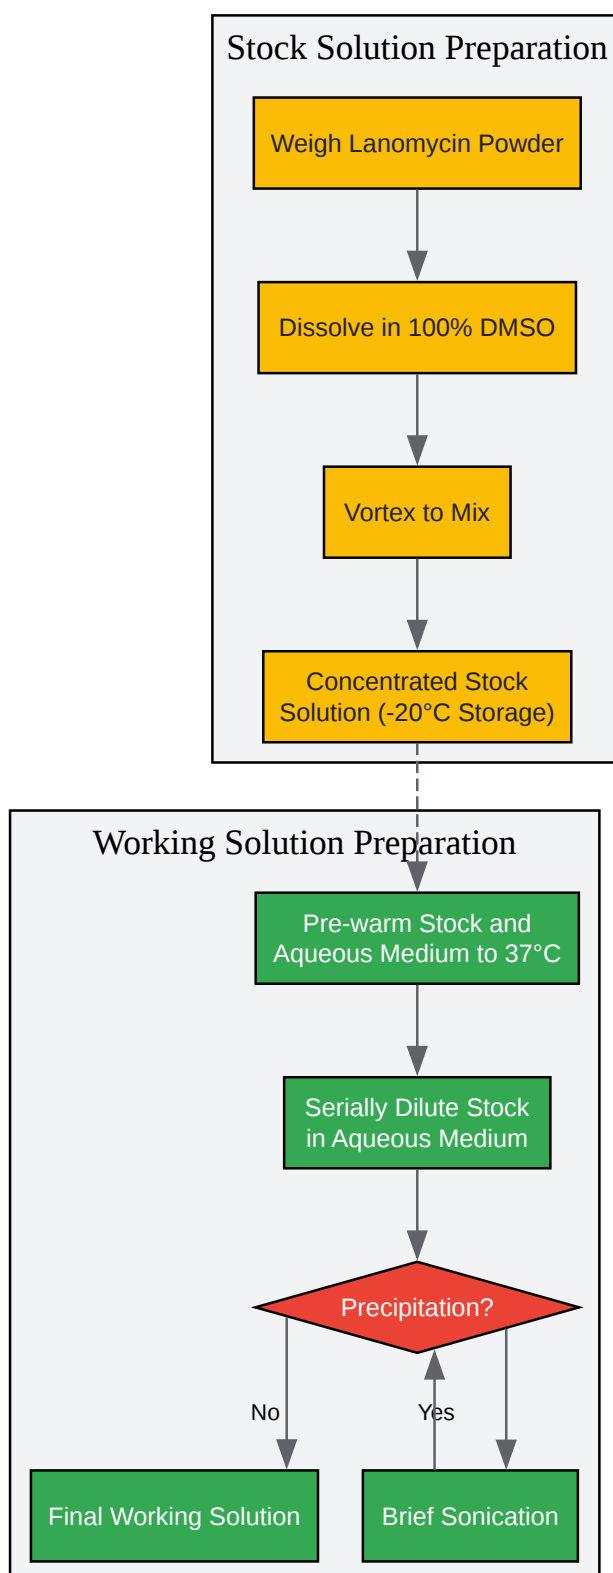 Stock Solution Preparation
Weigh Lanomycin Powder
Dissolve in 100% DMSO
Vortex to Mix
Concentrated Stock
Solution (-20°C Storage)
Working Solution Preparation
Pre-warm Stock and
Aqueous Medium to 37°C
Serially Dilute Stock
in Aqueous Medium
Precipitation?
No
Yes
Final Working Solution
Brief Sonication